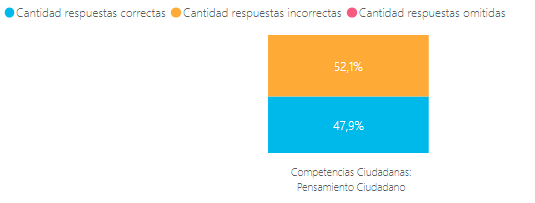 Cantidad respuestas correctas Cantidad respuestas incorrectas Cantidad respuestas omitidas
52,1%
47,9%
Competencias Ciudadanas:
Pensamiento Ciudadano